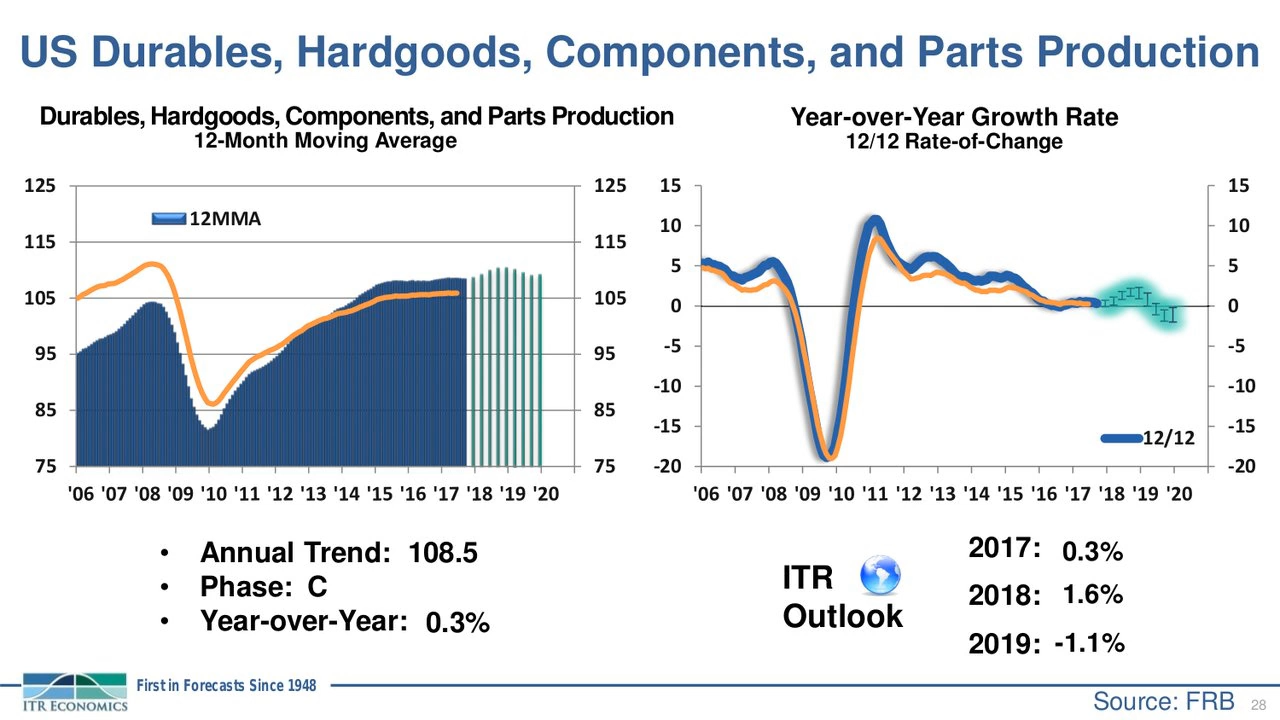 US Durables, Hardgoods, Components, and Parts Production
Durables, Hardgoods, Components, and Parts Production
12-Month Moving Average
125
115
105
95
85
75
12MMA
125
115
105
95
85
75
'06 '07 '08 '09 '10 '11 '12 '13 '14 '15 '16 '17 '18 '19 '20
Year-over-Year Growth Rate
12/12 Rate-of-Change
15
10
5
0
-5
-10
-15
-20
12/12
15
10
5
0
-5
-10
-15
-20
'06 '07 '08 '09 '10 '11 '12 '13 '14 '15 '16 '17 '18 '19 '20
• Annual Trend: 108.5
• Phase: C
• Year-over-Year: 0.3%
ITR
Outlook
2017: 0.3%
2018: 1.6%
2019: -1.1%
ITR ECONOMICS
First in Forecasts Since 1948
Source: FRB 28